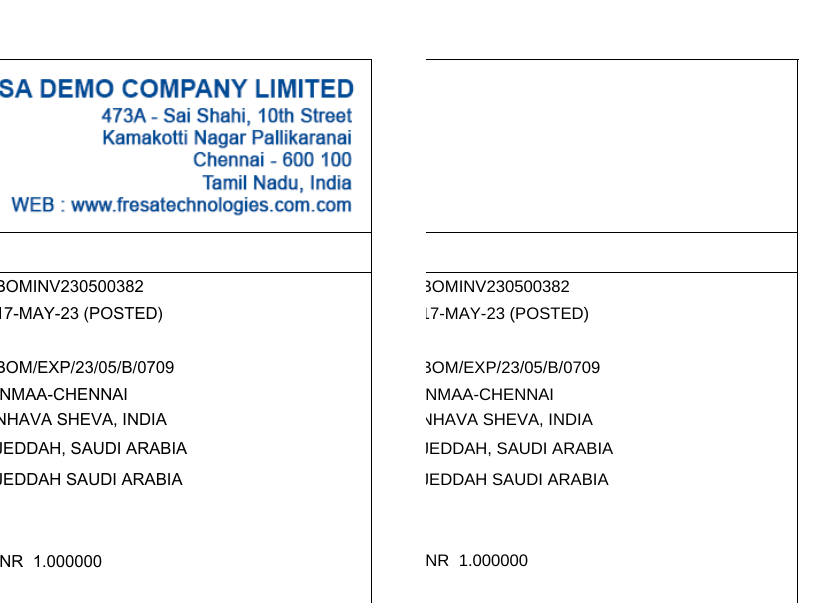 SA DEMO COMPANY LIMITED
473A - Sai Shahi, 10th Street
Kamakotti Nagar Pallikaranai
Chennai - 600 100
Tamil Nadu, India
WEB : www.fresatechnologies.com.com
BOMINV230500382
17-MAY-23 (POSTED)
BOM/EXP/23/05/B/0709
NMAA-CHENNAI
NHAVA SHEVA, INDIA
JEDDAH, SAUDI ARABIA
JEDDAH SAUDI ARABIA
NR 1.000000
BOMINV230500382
17-MAY-23 (POSTED)
BOM/EXP/23/05/B/0709
NMAA-CHENNAI
NHAVA SHEVA, INDIA
JEDDAH, SAUDI ARABIA
JEDDAH SAUDI ARABIA
NR 1.000000